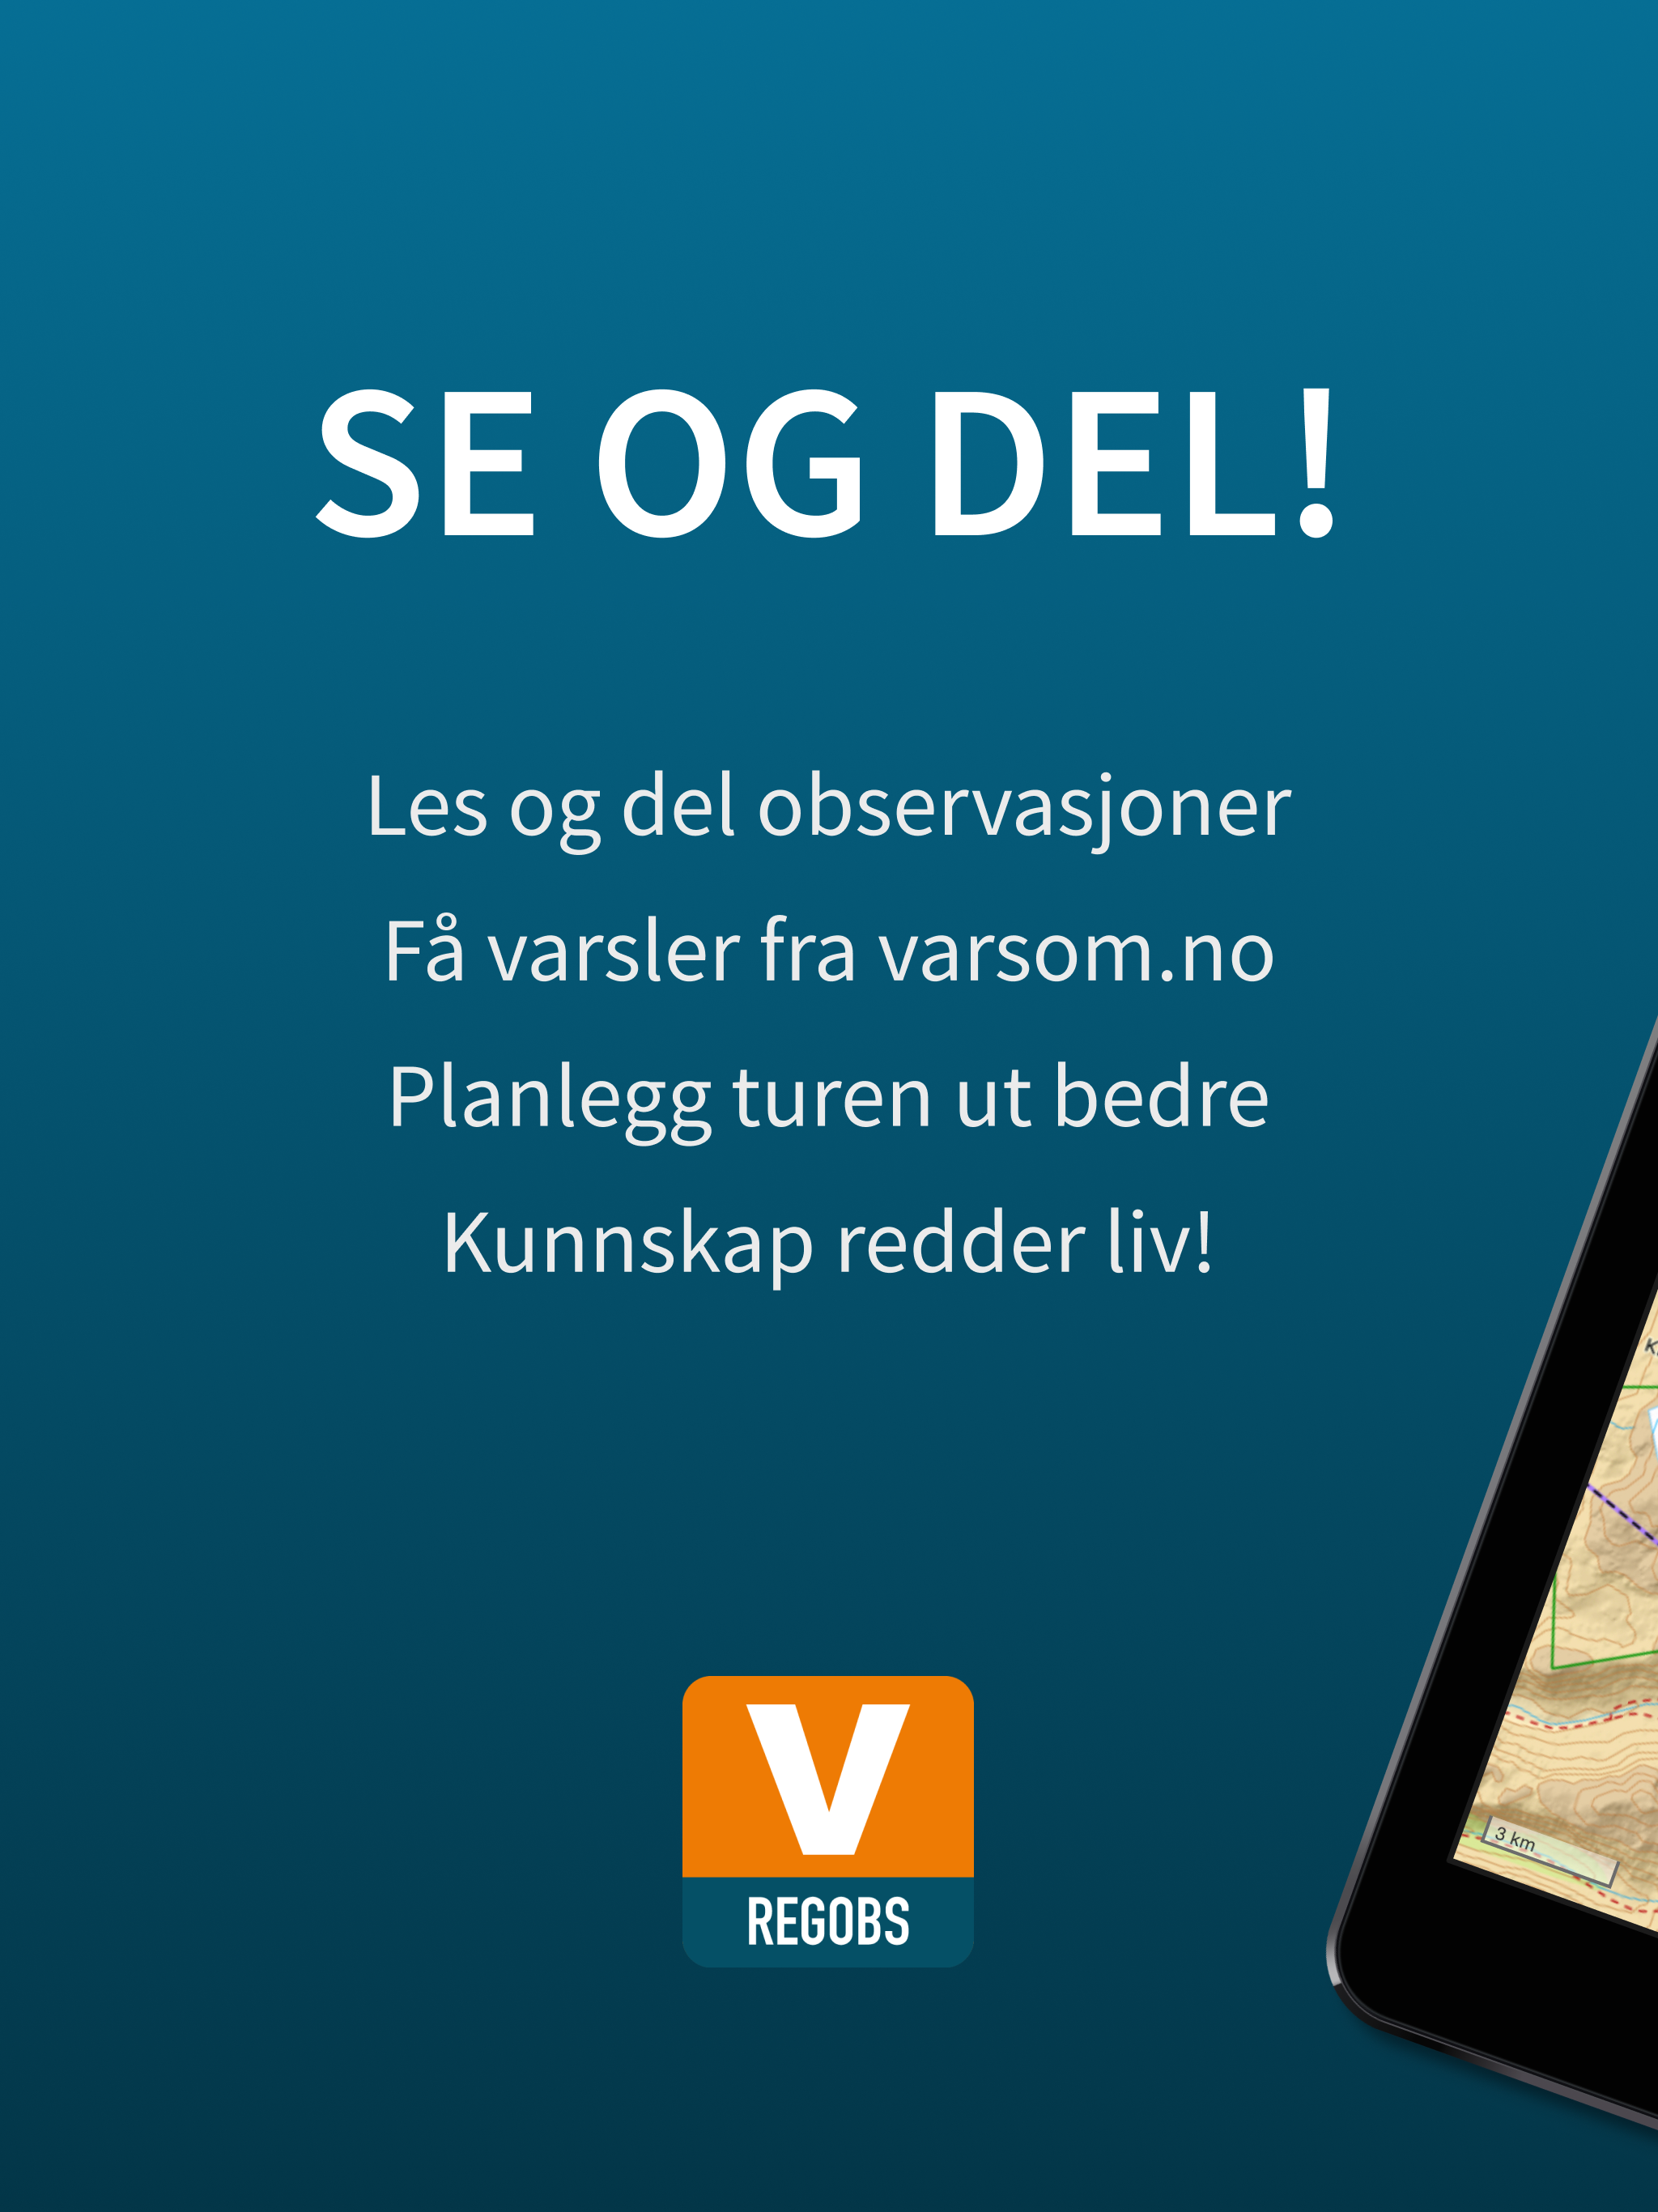 SE OG DEL!
Les og del observasjoner
Få varsler fra varsom.no
Planlegg turen ut bedre
Kunnskap redder liv!
3 km
V
REGOBS